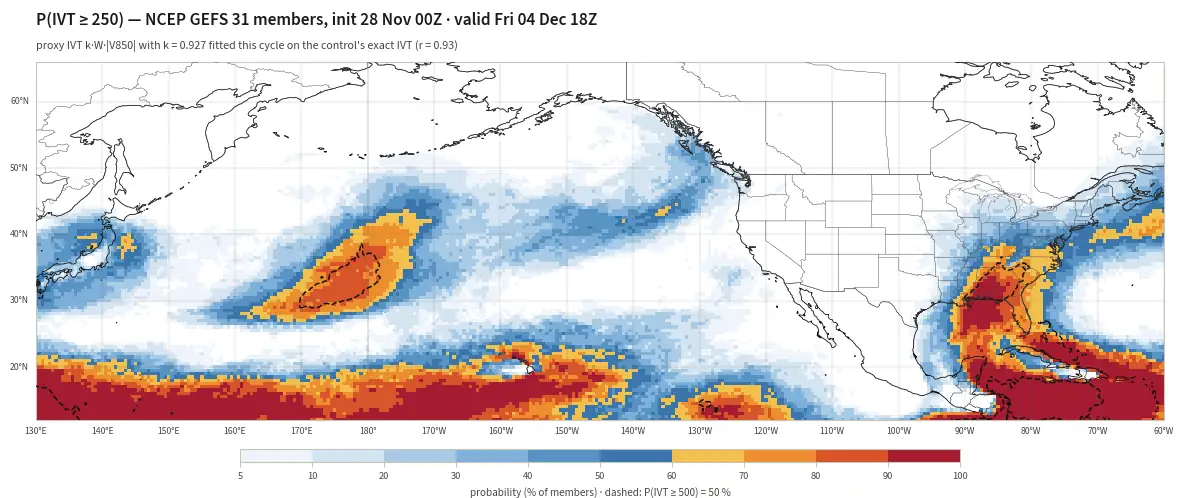 P(IVT ≥ 250) — NCEP GEFS 31 members, init 28 Nov 00Z · valid Fri 04 Dec 18Z
proxy IVT k·W·|V850| with k = 0.927 fitted this cycle on the control's exact IVT (r = 0.93)
60°N
50°N
40°N
30°N
20°N
130°E 140°E 150°E 160°E 170°E 180° 170°W 160°W 150°W 140°W 130°W 120°W 110°W 100°W 90°W 80°W 70°W 60°W
5 10 20 30 40 50 60 70 80 90 100
probability (% of members) · dashed: P(IVT ≥ 500) = 50 %